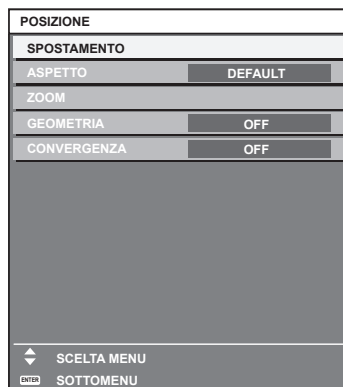 POSIZIONE
SPOSTAMENTO
ASPETTO DEFAULT
ZOOM
GEOMETRIA OFF
CONVERGENZA OFF
SCELTA MENU
ENTER SOTTOMENU